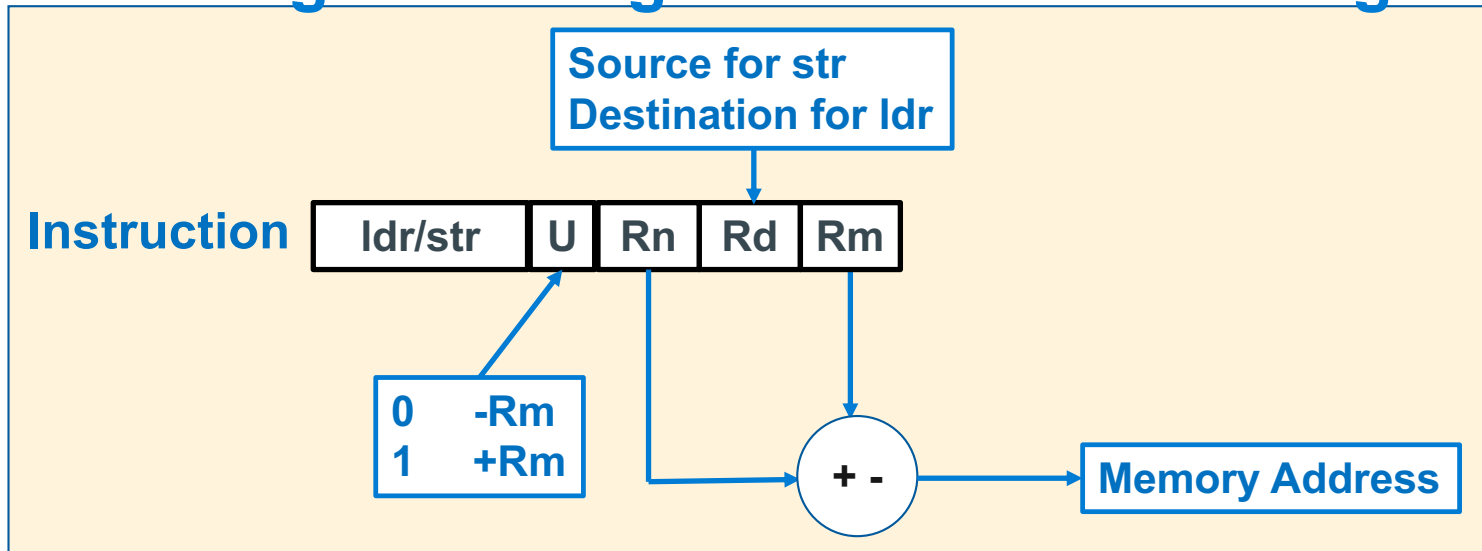 Source for str
Destination for ldr
Instruction
ldr/str U Rn Rd Rm
0 -Rm
1 +Rm
+ -
Memory Address